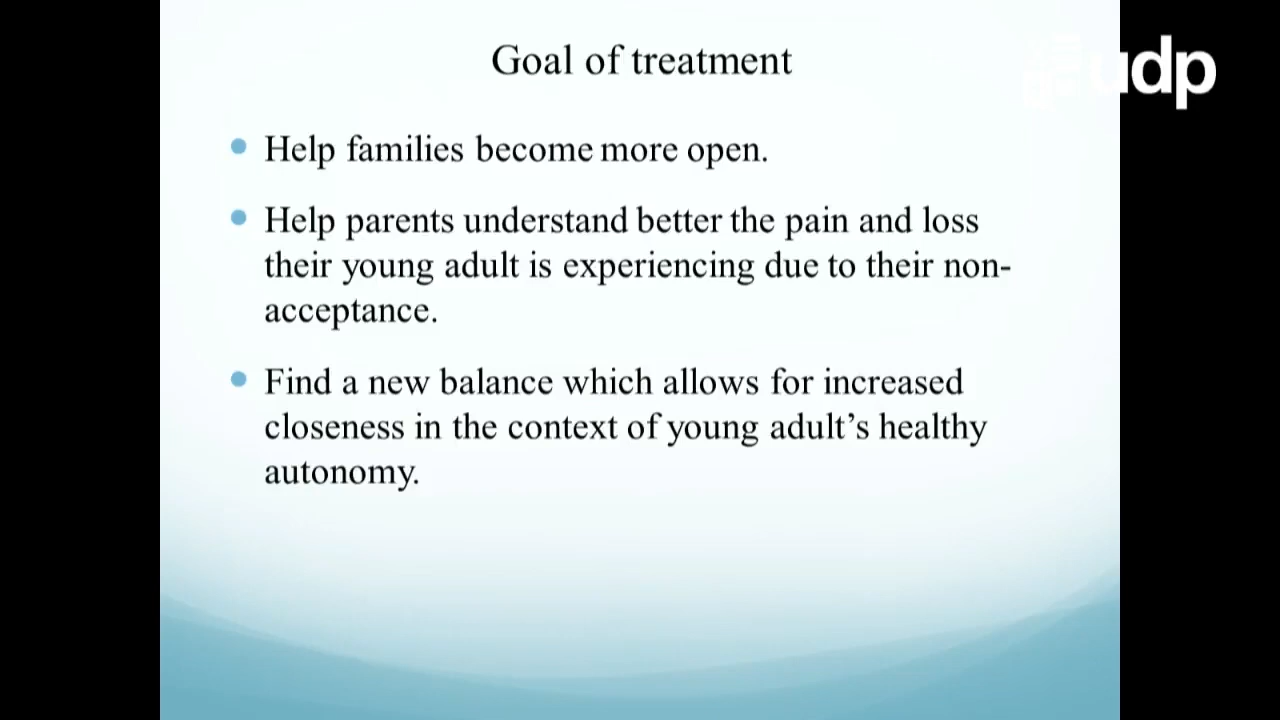 Goal of treatment
udp
Help families become more open.
Help parents understand better the pain and loss
their young adult is experiencing due to their non-
acceptance.
Find a new balance which allows for increased
closeness in the context of young adult’s healthy
autonomy.